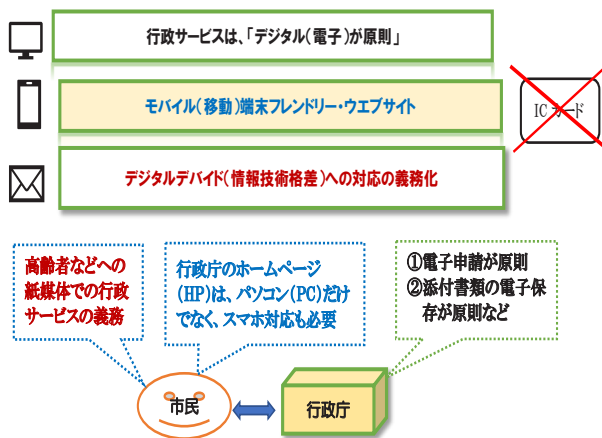 行政サービスは、「デジタル(電子)が原則」
モバイル(移動)端末フレンドリー・ウエブサイト
ICカード
デジタルデバイド(情報技術格差)への対応の義務化
高齢者などへの
紙媒体での行政
サービスの義務
行政庁のホームページ
(HP)は、パソコン(PC)だけ
でなく、スマホ対応も必要
①電子申請が原則
②添付書類の電子保
存が原則など
市民
行政庁